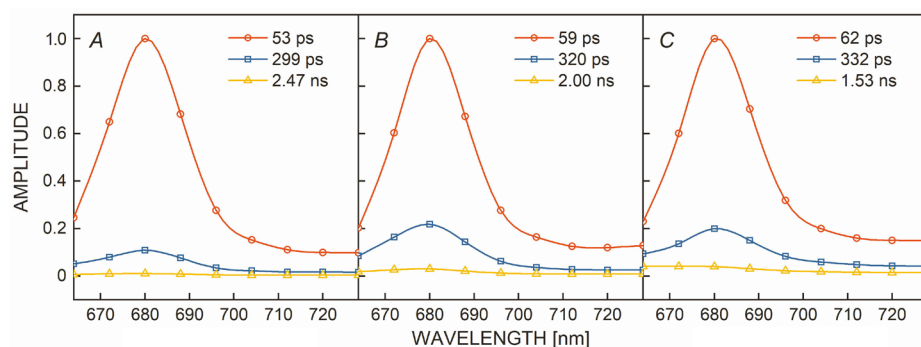 A
53 ps
299 ps
2.47 ns
B
59 ps
320 ps
2.00 ns
C
62 ps
332 ps
1.53 ns
AMPLITUDE
1.0
0.8
0.6
0.4
0.2
0
670 680 690 700 710 720 670 680 690 700 710 720 670 680 690 700 710 720
WAVELENGTH [nm]